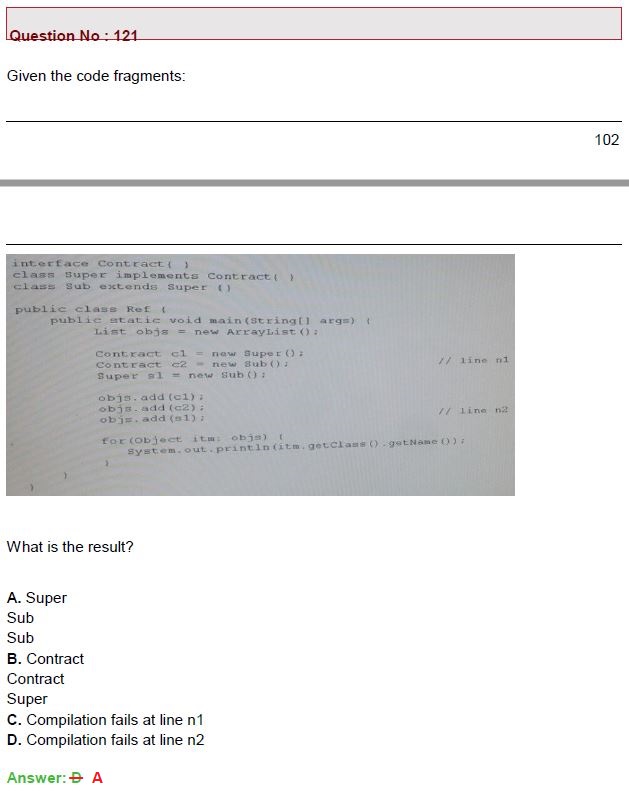 Question No : 121
Given the code fragments:
102
interface Contract{ }
class Super implements Contract{ }
class Sub extends Super {}
public class Ref {
public static void main(String[] args) {
List objs = new ArrayList();
Contract c1 = new Super();
Contract c2 = new Sub(); // line n1
Super s1 = new Sub();
objs.add(c1);
objs.add(c2);
objs.add(s1); // line n2
for(Object itm: objs) {
System.out.println(itm.getClass().getName());
}
}
}
What is the result?
A. Super
Sub
Sub
B. Contract
Contract
Super
C. Compilation fails at line n1
D. Compilation fails at line n2
Answer: D A